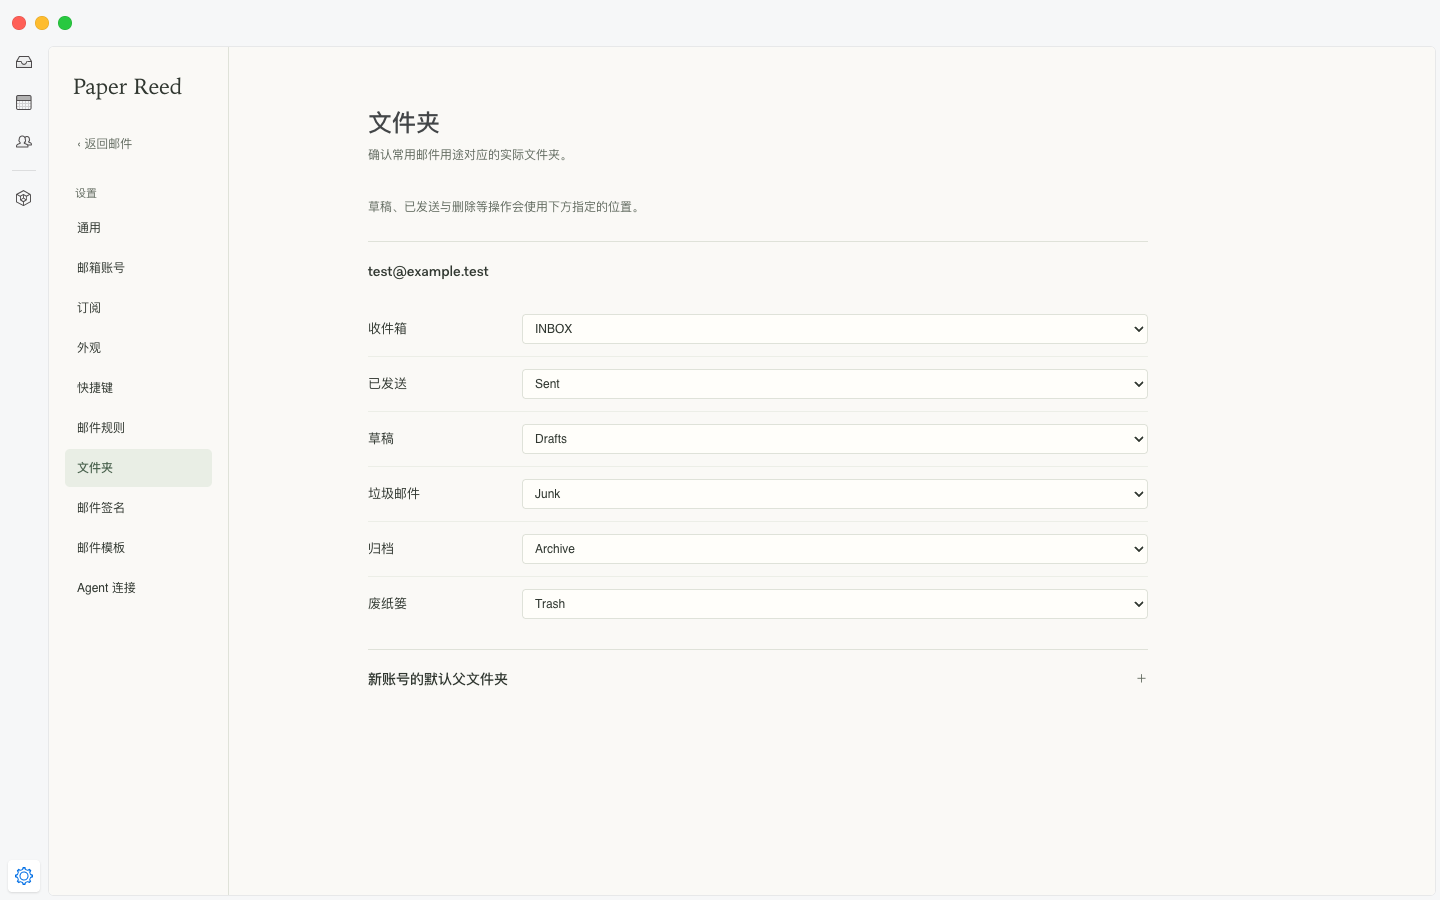 Paper Reed
‹ 返回邮件
设置
通用
邮箱账号
订阅
外观
快捷键
邮件规则
文件夹
邮件签名
邮件模板
Agent 连接
文件夹
确认常用邮件用途对应的实际文件夹。
草稿、已发送与删除等操作会使用下方指定的位置。
test@example.test
收件箱 INBOX
已发送 Sent
草稿 Drafts
垃圾邮件 Junk
归档 Archive
废纸篓 Trash
新账号的默认父文件夹 +